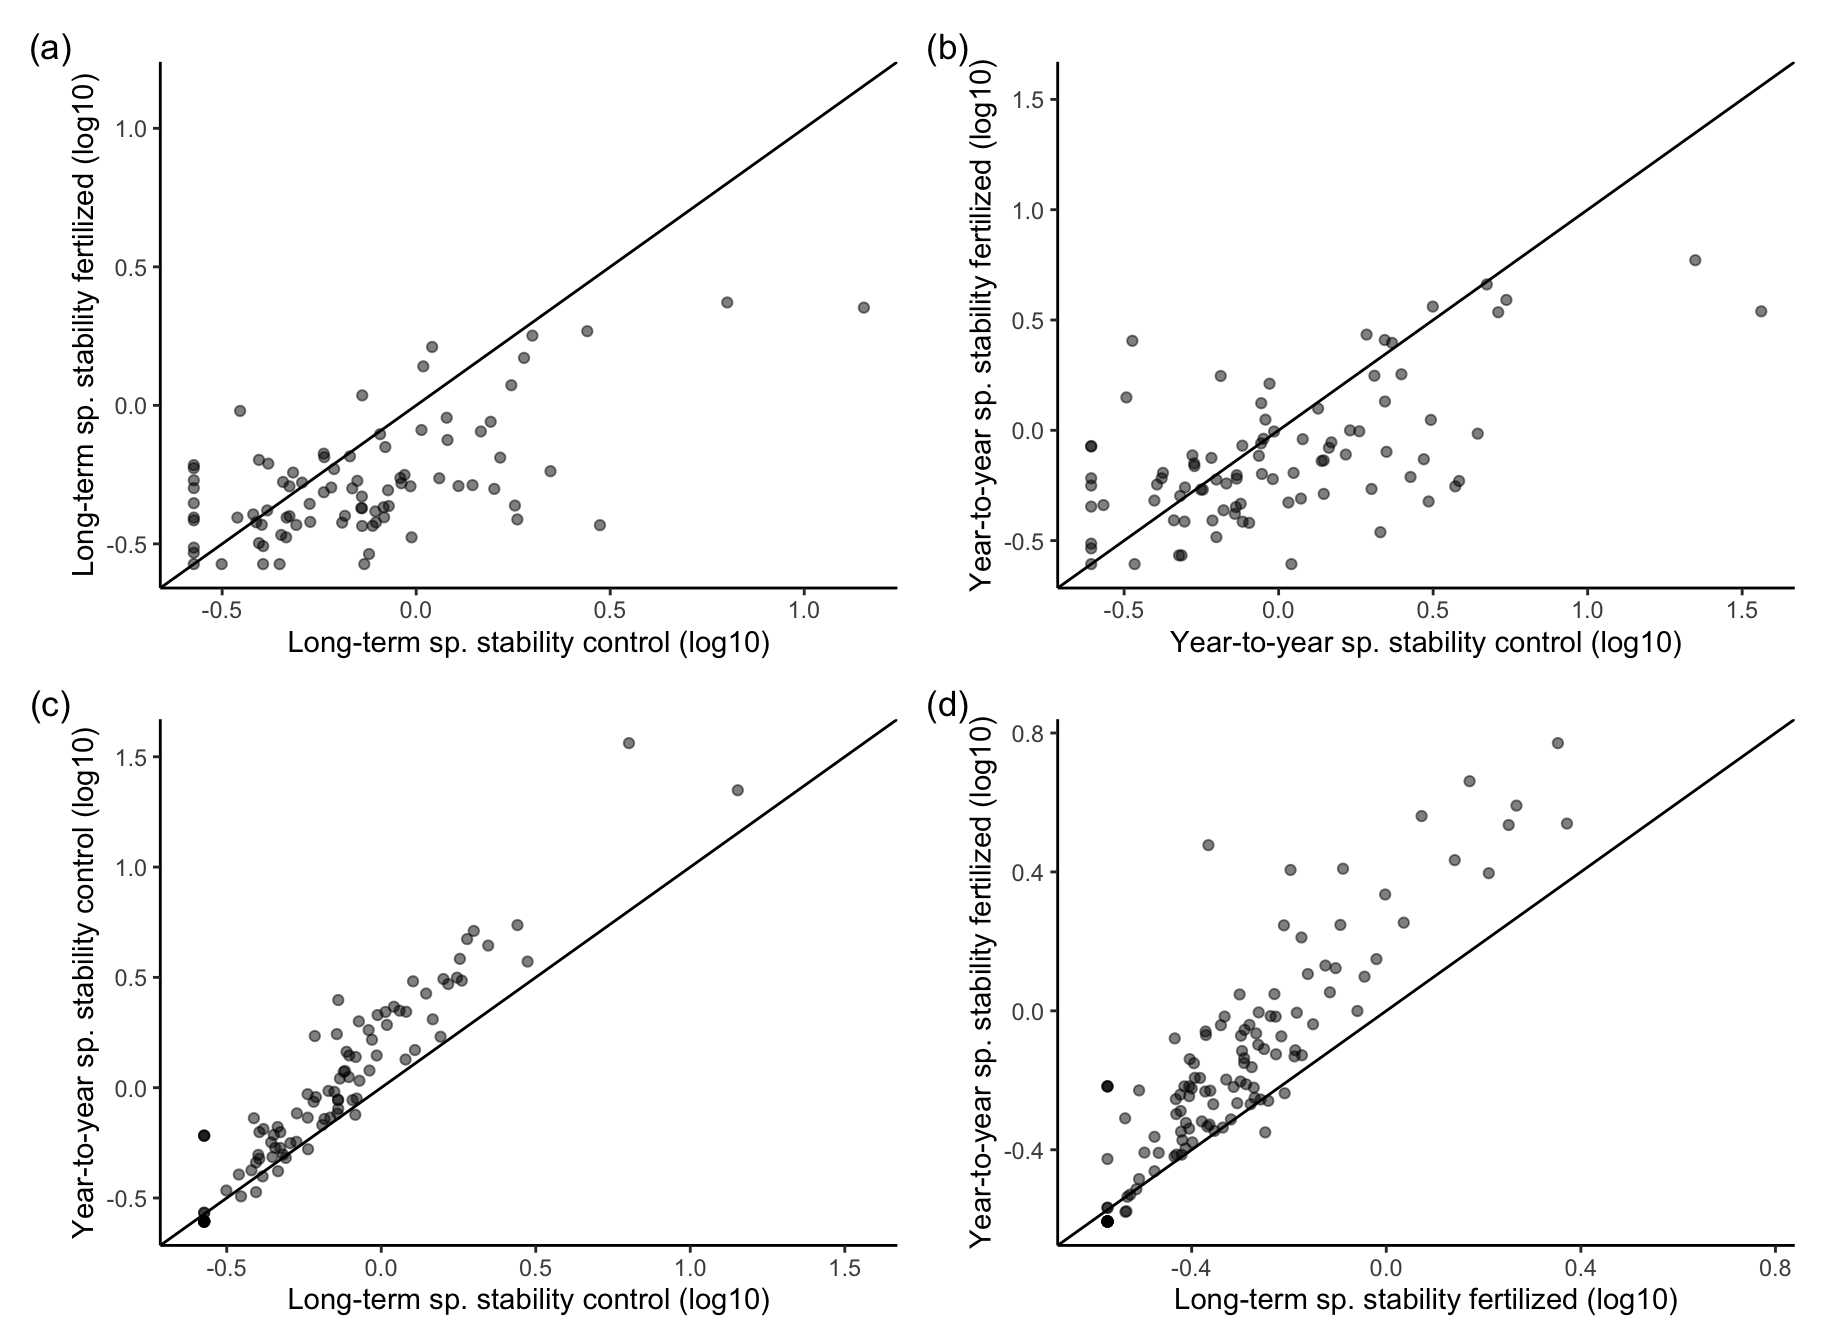 (a)
Long-term sp. stability fertilized (log10)
1.0
0.5
0.0
-0.5
-0.5 0.0 0.5 1.0
Long-term sp. stability control (log10)
(b)
Year-to-year sp. stability fertilized (log10)
1.5
1.0
0.5
0.0
-0.5
-0.5 0.0 0.5 1.0 1.5
Year-to-year sp. stability control (log10)
(c)
Year-to-year sp. stability control (log10)
1.5
1.0
0.5
0.0
-0.5
-0.5 0.0 0.5 1.0 1.5
Long-term sp. stability control (log10)
(d)
Year-to-year sp. stability fertilized (log10)
0.8
0.4
0.0
-0.4
-0.4 0.0 0.4 0.8
Long-term sp. stability fertilized (log10)